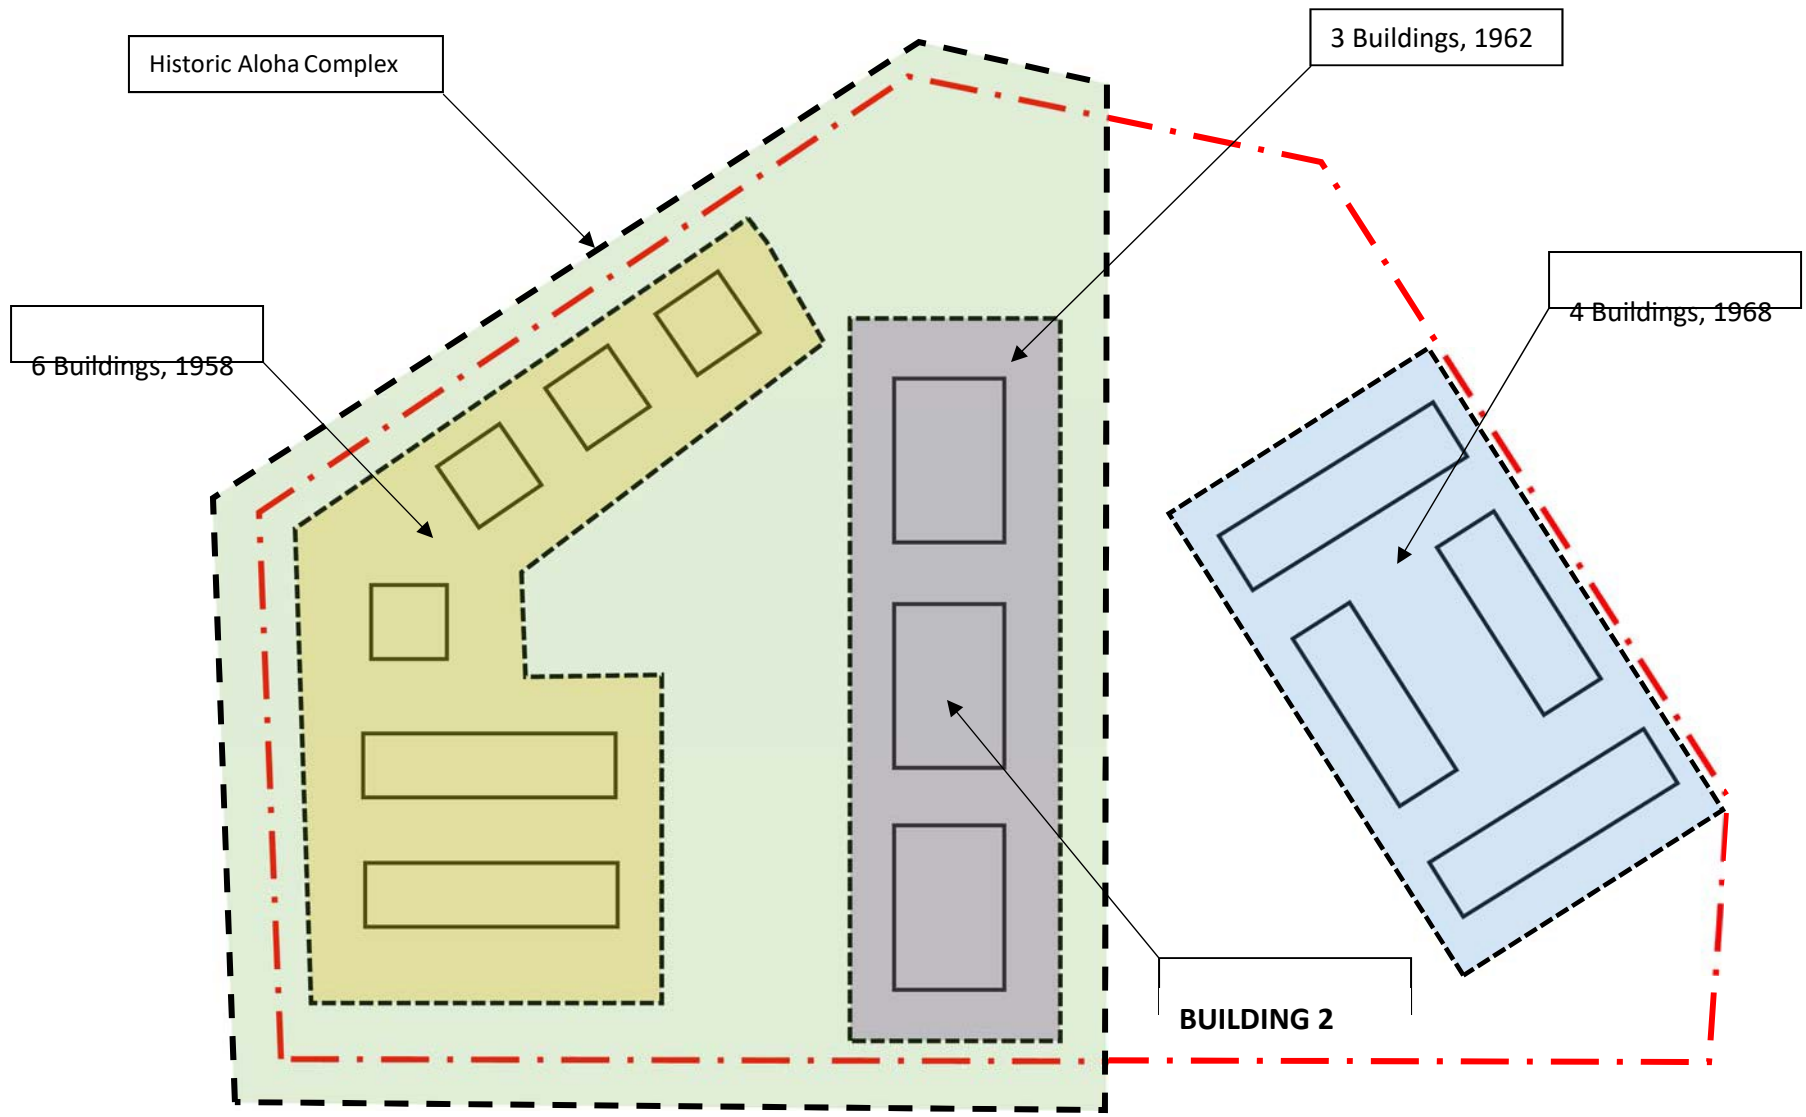 3 Buildings, 1962
Historic Aloha Complex
4 Buildings, 1968
6 Buildings, 1958
BUILDING 2